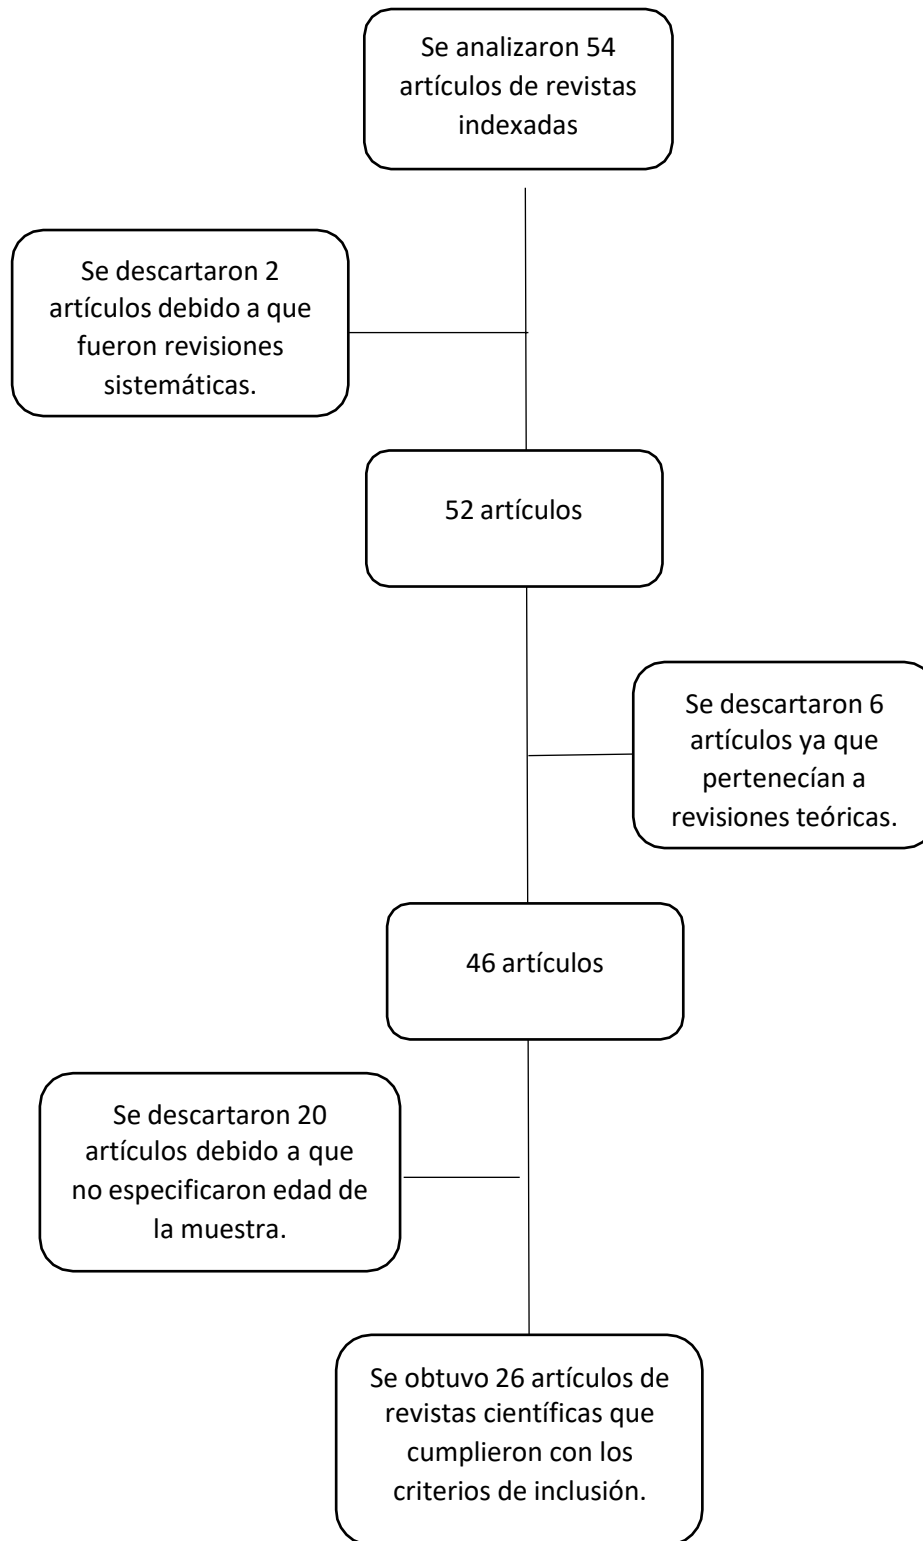 Se analizaron 54
artículos de revistas
indexadas
Se descartaron 2
artículos debido a que
fueron revisiones
sistemáticas.
52 artículos
Se descartaron 6
artículos ya que
pertenecían a
revisiones teóricas.
46 artículos
Se descartaron 20
artículos debido a que
no especificaron edad de
la muestra.
Se obtuvo 26 artículos de
revistas científicas que
cumplieron con los
criterios de inclusión.